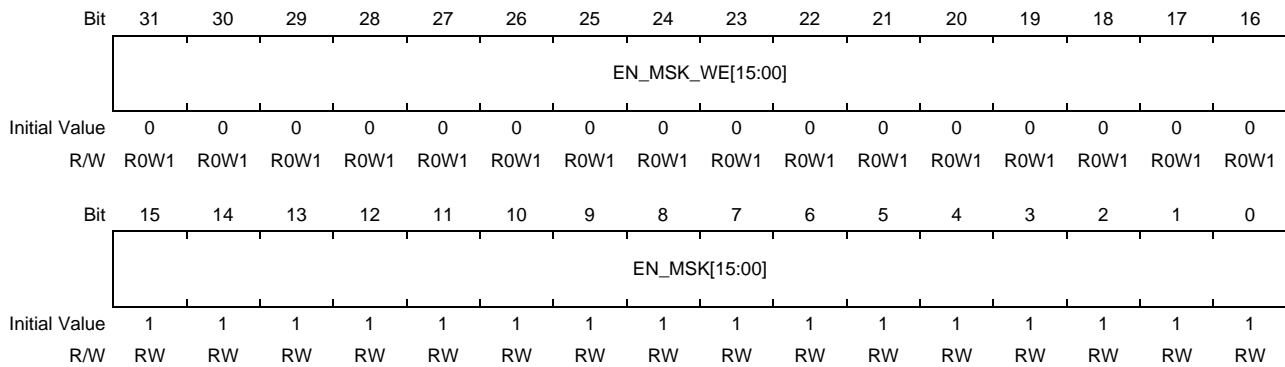 Bit 31 30 29 28 27 26 25 24 23 22 21 20 19 18 17 16
EN_MSK_WE[15:00]
Initial Value 0 0 0 0 0 0 0 0 0 0 0 0 0 0 0 0
R/W R0W1 R0W1 R0W1 R0W1 R0W1 R0W1 R0W1 R0W1 R0W1 R0W1 R0W1 R0W1 R0W1 R0W1 R0W1 R0W1
Bit 15 14 13 12 11 10 9 8 7 6 5 4 3 2 1 0
EN_MSK[15:00]
Initial Value 1 1 1 1 1 1 1 1 1 1 1 1 1 1 1 1
R/W RW RW RW RW RW RW RW RW RW RW RW RW RW RW RW RW